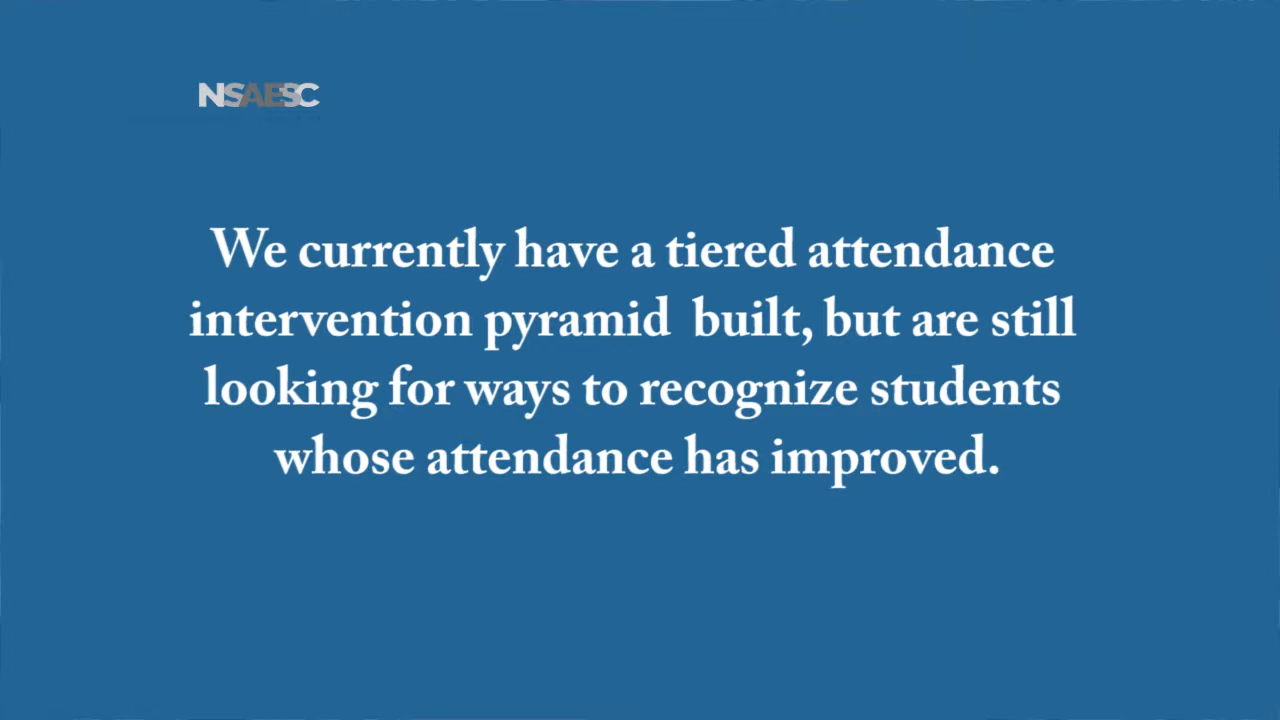 NSAESC
We currently have a tiered attendance
intervention pyramid  built, but are still
looking for ways to recognize students
whose attendance has improved.